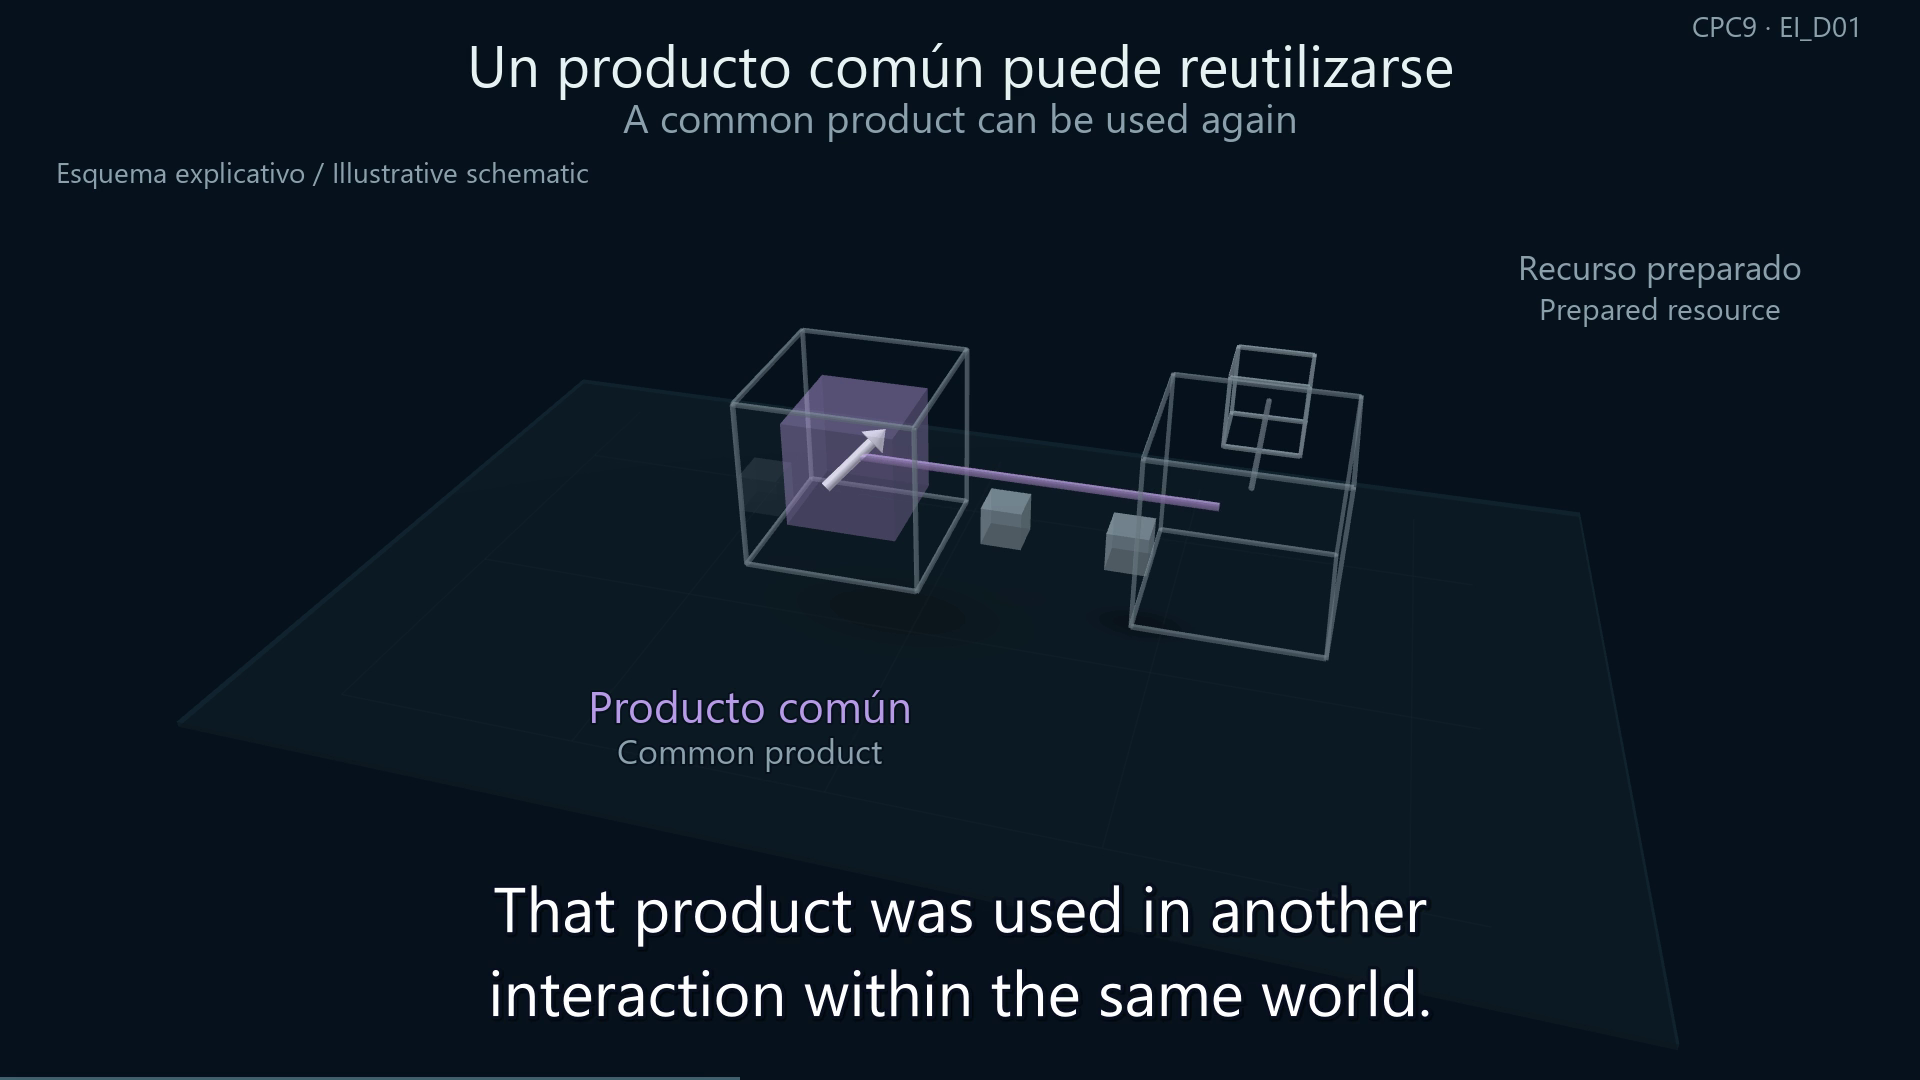 CPC9 · EI_D01
Un producto común puede reutilizarse
A common product can be used again
Esquema explicativo / Illustrative schematic
Recurso preparado
Prepared resource
Producto común
Common product
That product was used in another
interaction within the same world.